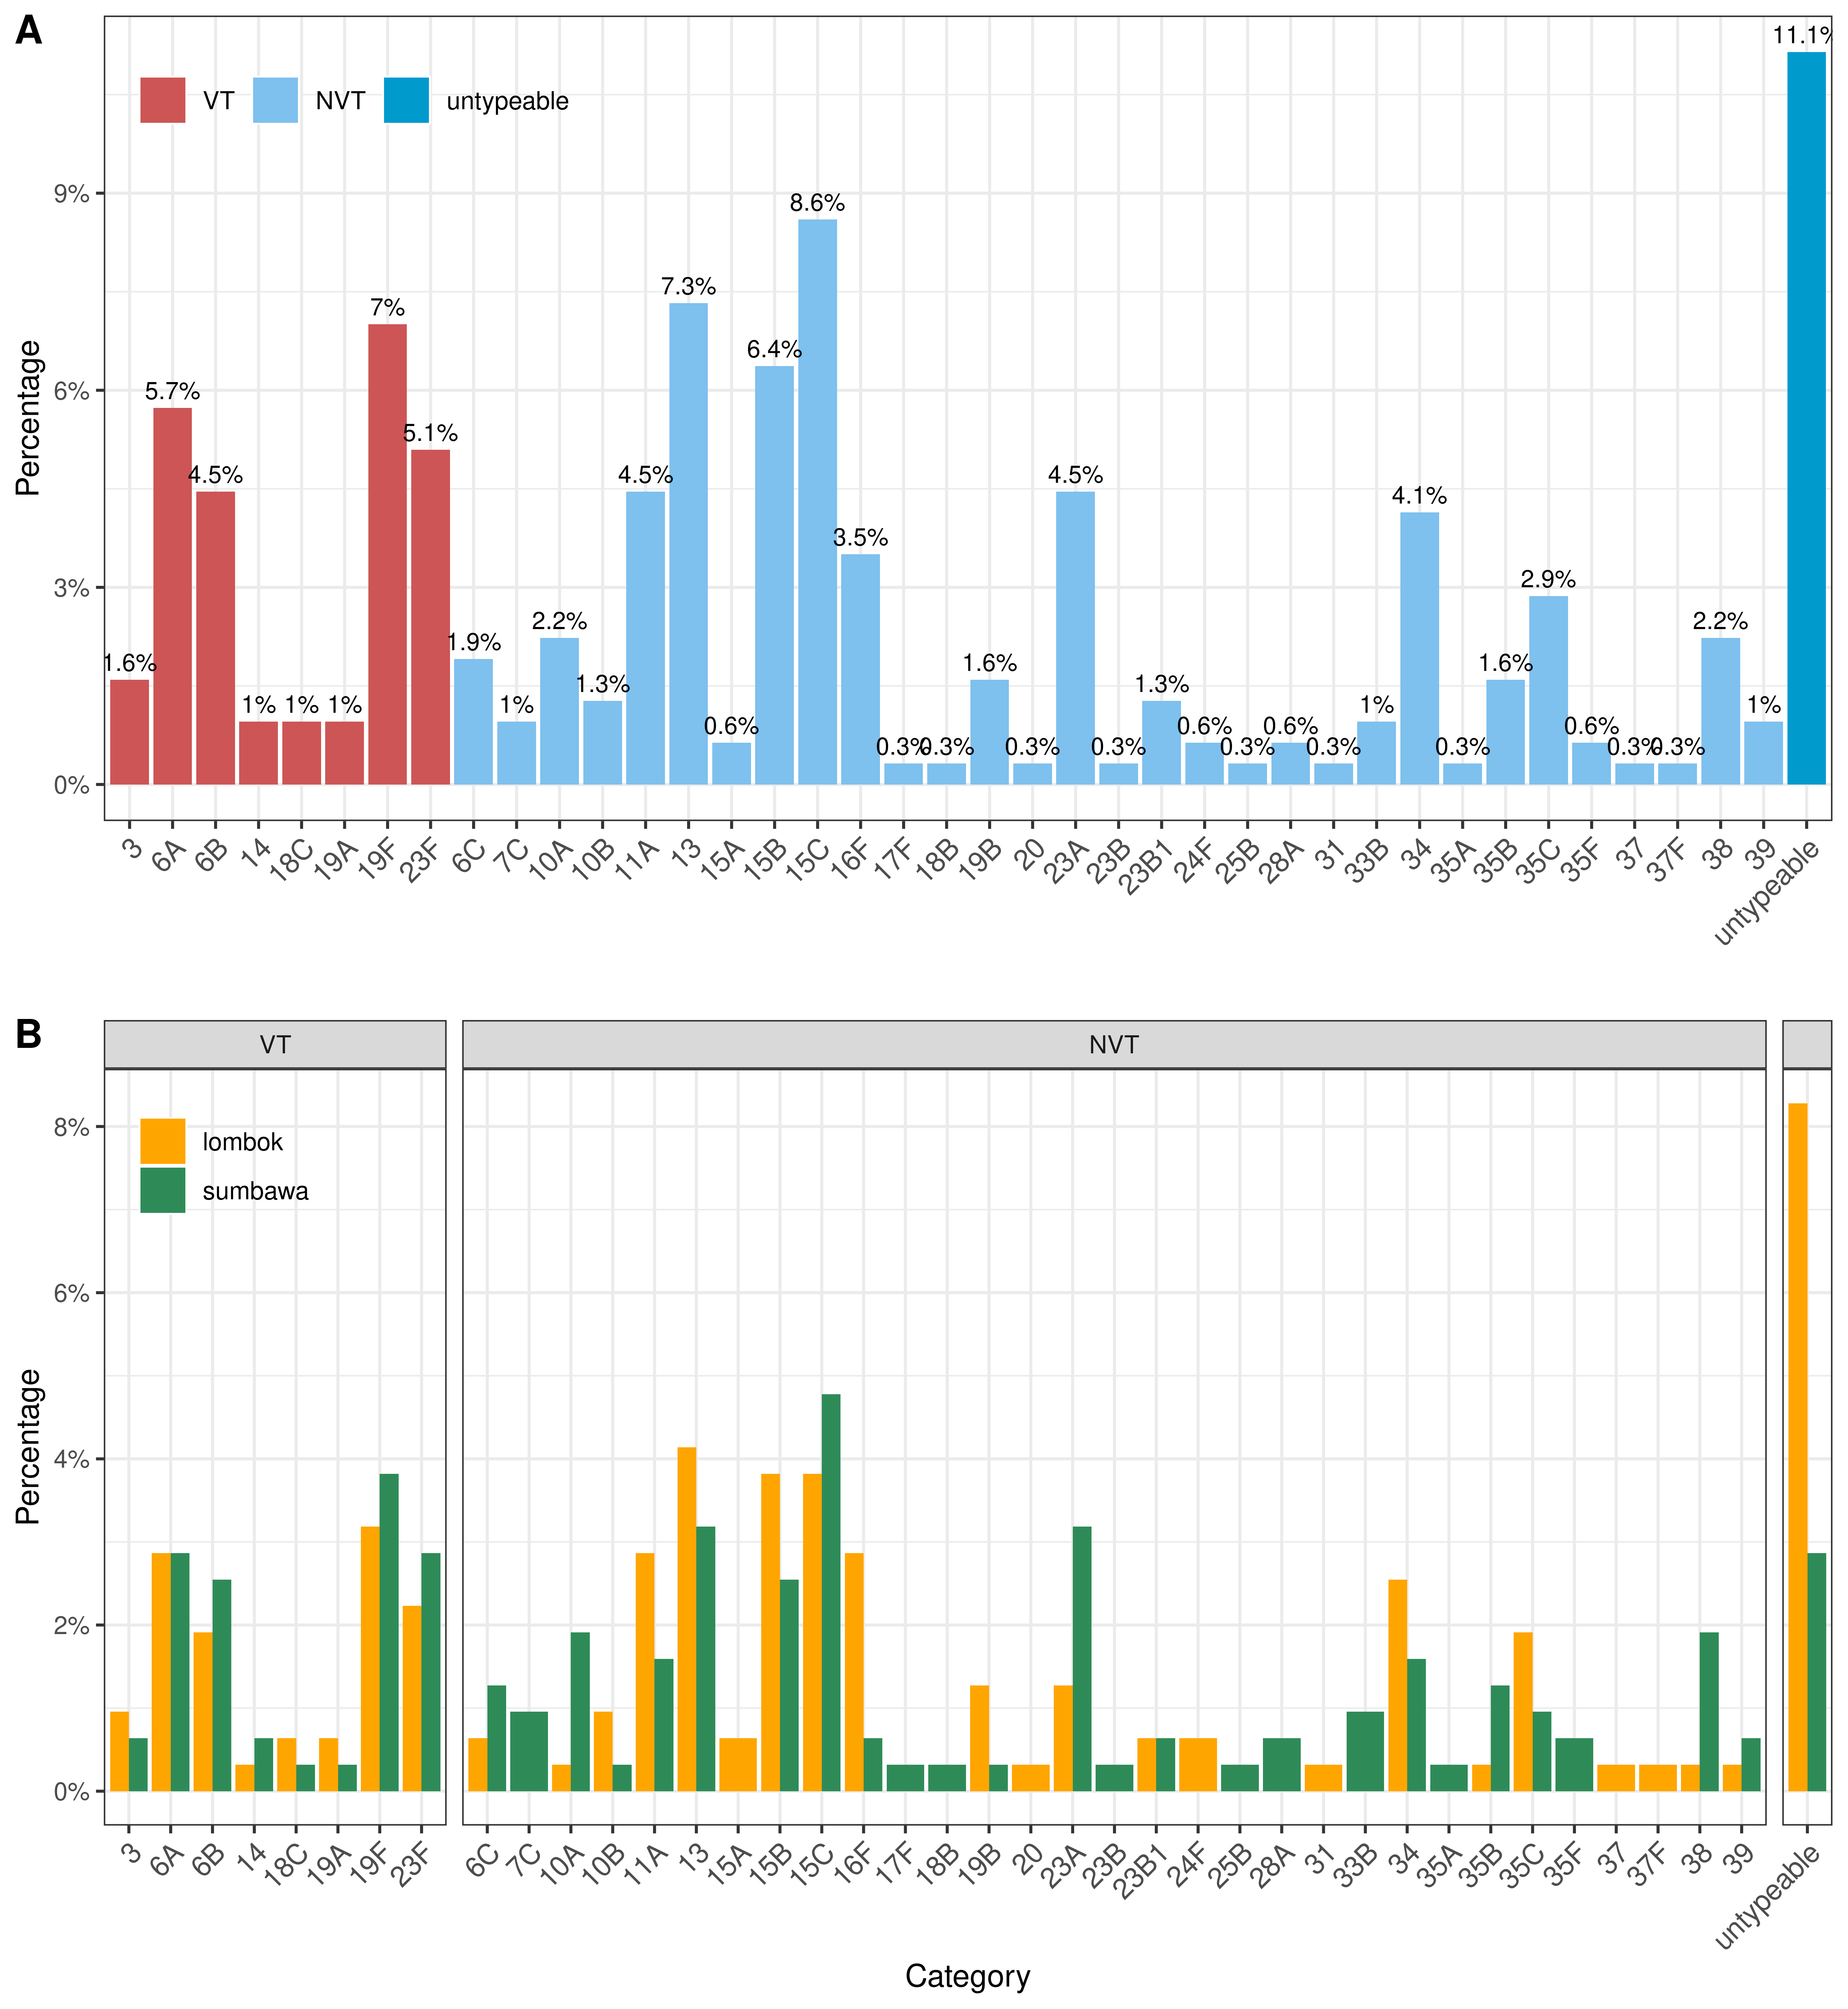 A
VT NVT untypeable
Percentage
9%
6%
3%
0%
1.6% 5.7% 4.5% 1% 1% 1% 7% 5.1% 1.9% 1% 2.2% 1.3% 4.5% 7.3% 0.6% 6.4% 8.6% 3.5% 0.3% 0.3% 1.6% 0.3% 4.5% 0.3% 1.3% 0.6% 0.3% 0.6% 0.3% 1% 4.1% 0.3% 1.6% 2.9% 0.6% 0.3% 0.3% 2.2% 1% 11.1%
3 6A 6B 14 18C 19A 19F 23F 6C 7C 10A 10B 11A 13 15A 15B 15C 16F 17F 18B 19B 20 23A 23B 23B1 24F 25B 28A 31 33B 34 35A 35B 35C 35F 37 37F 38 39 untypeable
B
VT NVT
lombok
sumbawa
Percentage
8%
6%
4%
2%
0%
3 6A 6B 14 18C 19A 19F 23F 6C 7C 10A 10B 11A 13 15A 15B 15C 16F 17F 18B 19B 20 23A 23B 23B1 24F 25B 28A 31 33B 34 35A 35B 35C 35F 37 37F 38 39 untypeable
Category